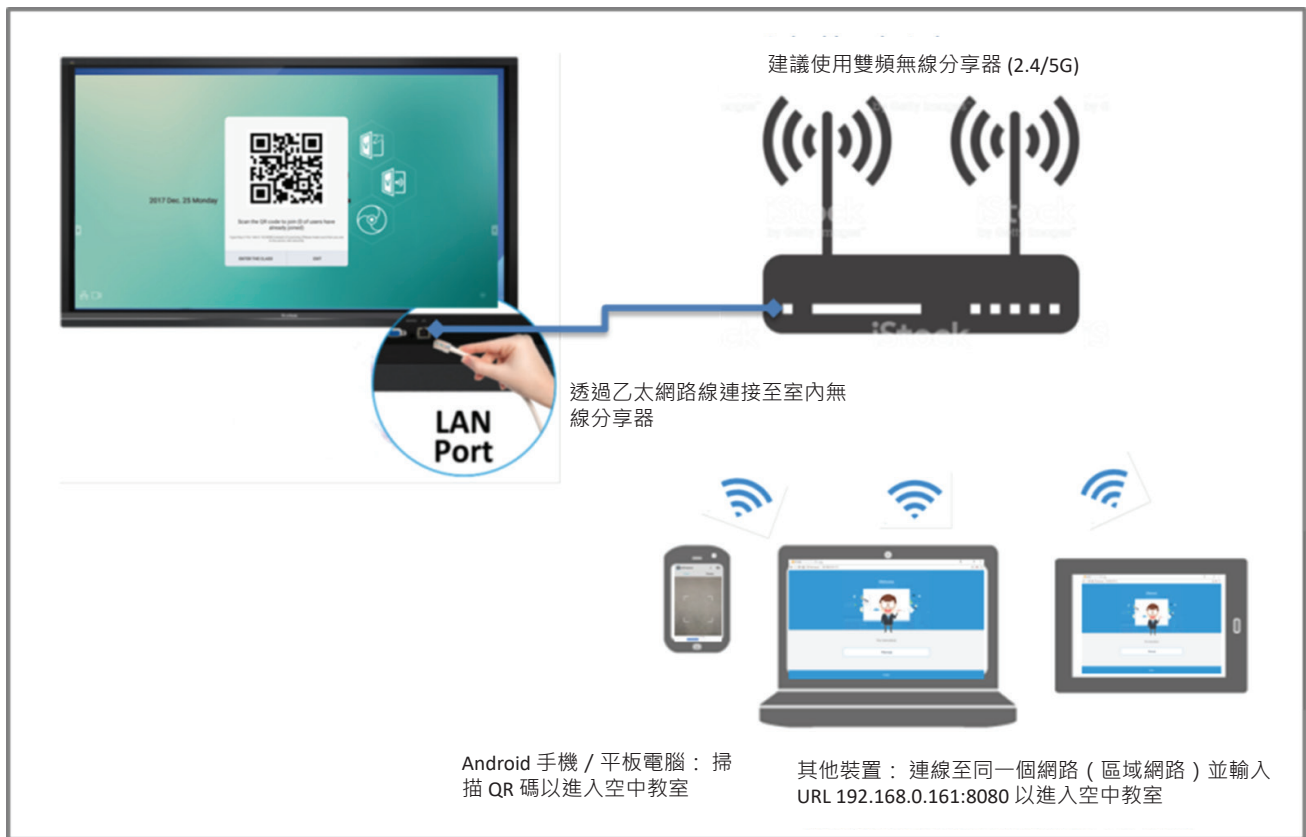 建議使用雙頻無線分享器 (2.4/5G)
2017 Dec. 25 Monday
Scan the QR code to join (0 of users have
already joined)
ENTER THE CLASS
EXIT
iStock
透過乙太網路線連接至室內無
線分享器
LAN
Port
Welcome
Android 手機 / 平板電腦： 掃
描 QR 碼以進入空中教室
其他裝置： 連線至同一個網路 ( 區域網路 ) 並輸入
URL 192.168.0.161:8080 以進入空中教室